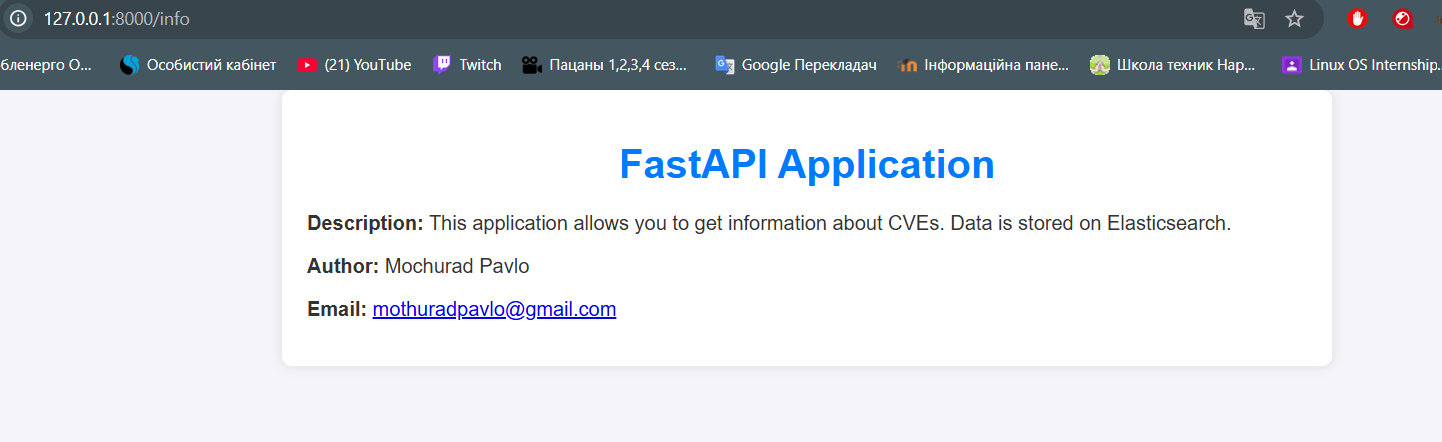 127.0.0.1:8000/info
бленерго О... Особистий кабінет (21) YouTube Twitch Пацаны 1,2,3,4 сез... Google Перекладач Інформаційна пане... Школа техник Нар... Linux OS Internship...
FastAPI Application
Description: This application allows you to get information about CVEs. Data is stored on Elasticsearch.
Author: Mochurad Pavlo
Email: mothuradpavlo@gmail.com